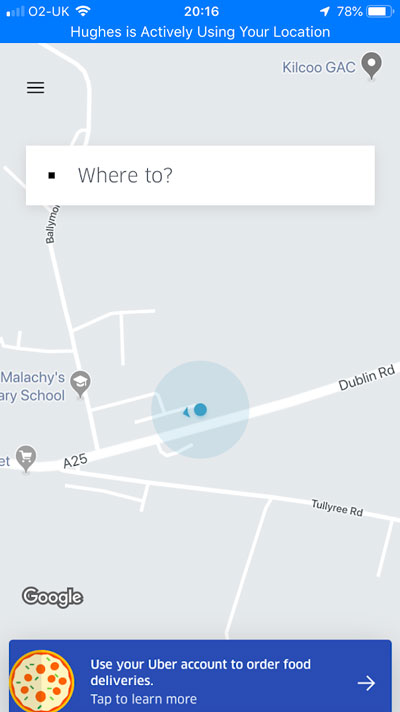 O2-UK 20:16 78%
Hughes is Actively Using Your Location
Kilcoo GAC
Where to?
Ballymo
Malachy's
ary School
Dublin Rd
et
A25
Tullyree Rd
Google
Use your Uber account to order food
deliveries.
Tap to learn more